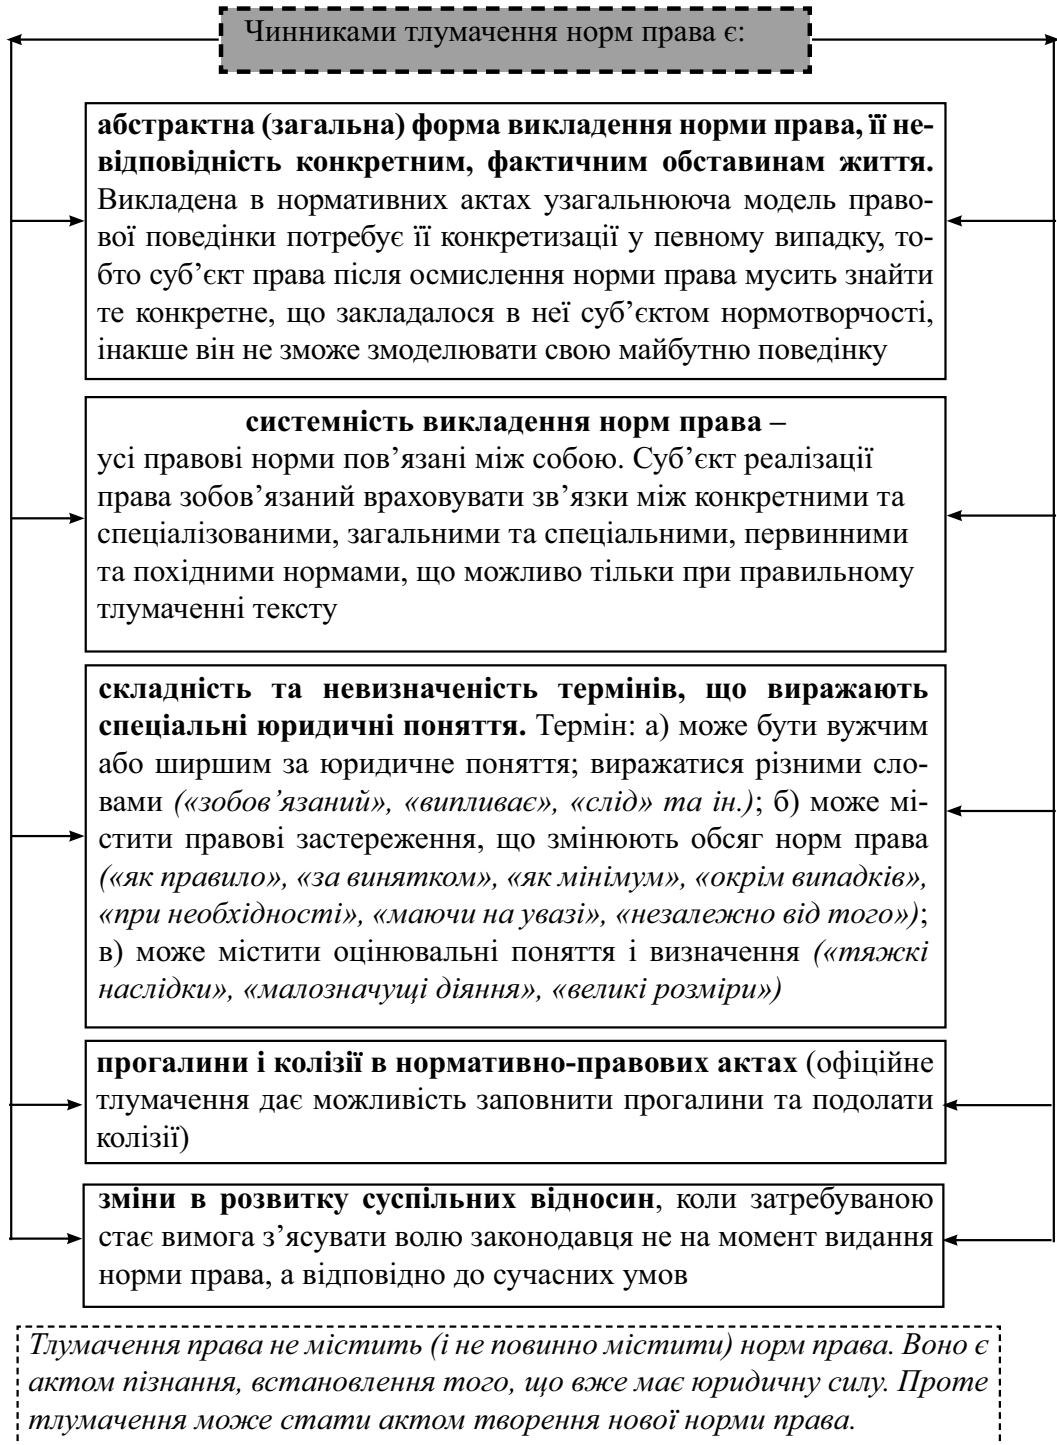 Чинниками тлумачення норм права є:
абстрактна (загальна) форма викладення норми права, її не-
відповідність конкретним, фактичним обставинам життя.
Викладена в нормативних актах узагальнююча модель право-
вої поведінки потребує її конкретизації у певному випадку, то-
бто суб’єкт права після осмислення норми права мусить знайти
те конкретне, що закладалося в неї суб’єктом нормотворчості,
інакше він не зможе змоделювати свою майбутню поведінку
системність викладення норм права –
усі правові норми пов’язані між собою. Суб’єкт реалізації
права зобов’язаний враховувати зв’язки між конкретними та
спеціалізованими, загальними та спеціальними, первинними
та похідними нормами, що можливо тільки при правильному
тлумаченні тексту
складність та невизначеність термінів, що виражають
спеціальні юридичні поняття. Термін: а) може бути вужчим
або ширшим за юридичне поняття; виражатися різними сло-
вами («зобов’язаний», «випливає», «слід» та ін.); б) може мі-
стити правові застереження, що змінюють обсяг норм права
(«як правило», «за винятком», «як мінімум», «окрім випадків»,
«при необхідності», «маючи на увазі», «незалежно від того»);
в) може містити оцінювальні поняття і визначення («тяжкі
наслідки», «малозначущі діяння», «великі розміри»)
прогалини і колізії в нормативно-правових актах (офіційне
тлумачення дає можливість заповнити прогалини та подолати
колізії)
зміни в розвитку суспільних відносин, коли затребуваною
стає вимога з’ясувати волю законодавця не на момент видання
норми права, а відповідно до сучасних умов
Тлумачення права не містить (і не повинно містити) норм права. Воно є
актом пізнання, встановлення того, що вже має юридичну силу. Проте
тлумачення може стати актом творення нової норми права.